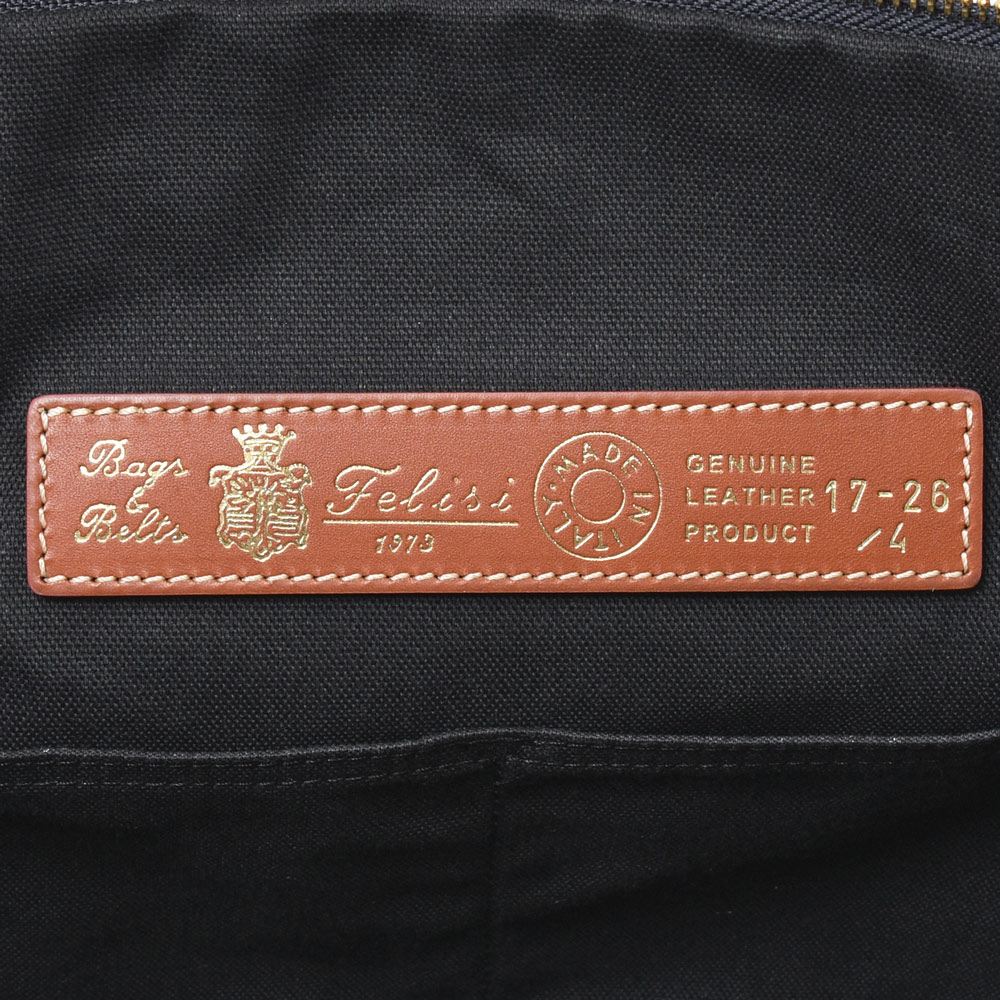 Bags
&
Belts
Felisi
1973
MADE IN ITALY
GENUINE
LEATHER
PRODUCT
17-26
/4